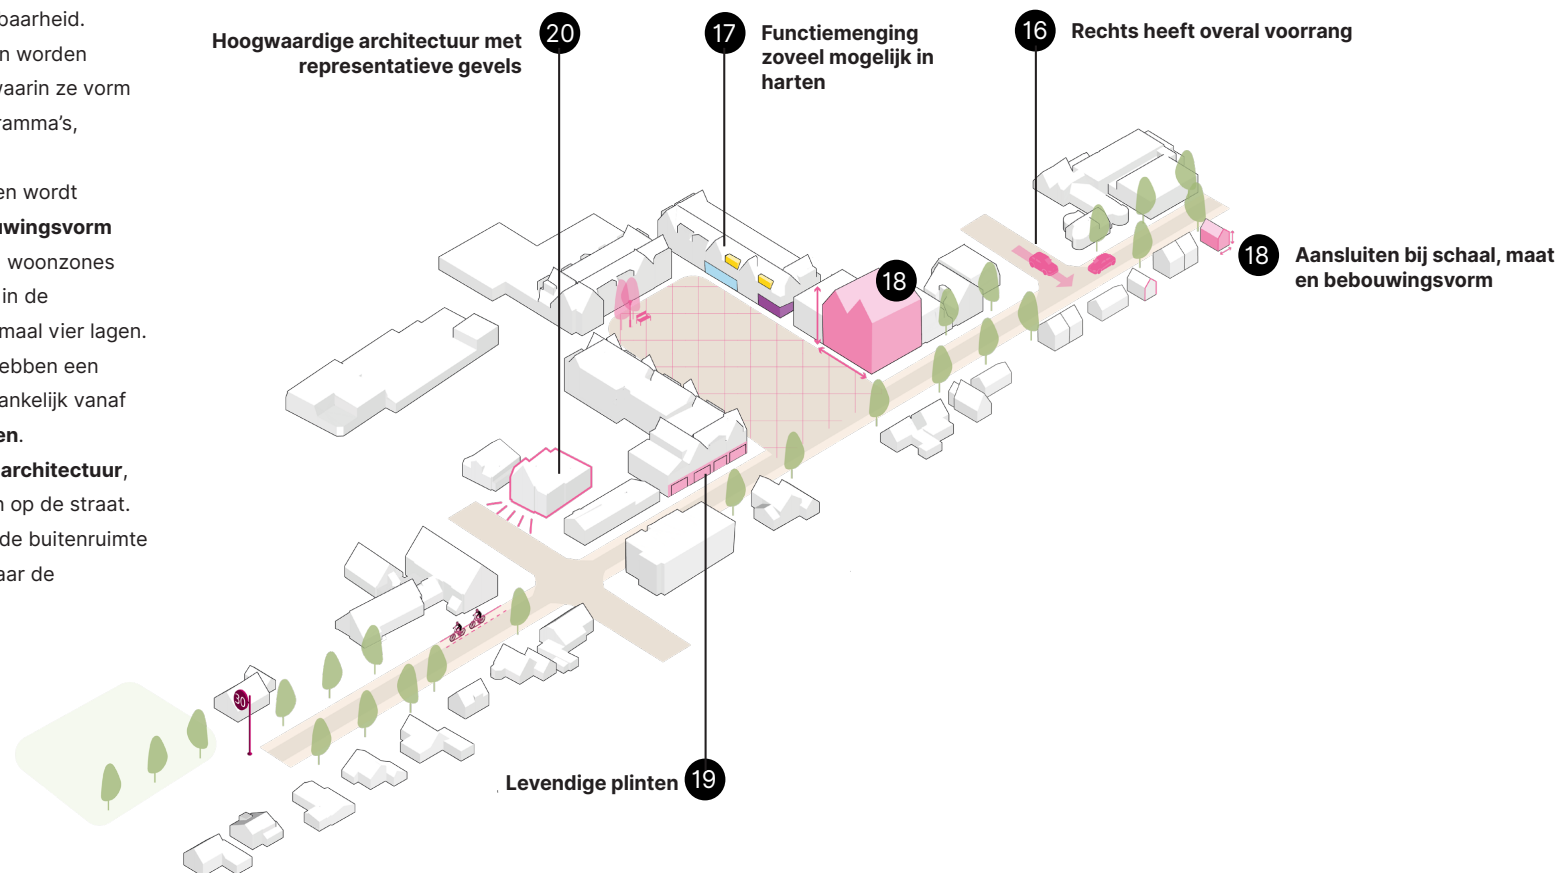 baarheid.
n worden
waarin ze vorm
ramma's,
en wordt
uwingsvorm
woonzones
in de
maal vier lagen.
ebben een
ankelijk vanaf
en.
architectuur,
n op de straat.
de buitenruimte
aar de
Hoogwaardige architectuur met
representatieve gevels
20
17
Functiemenging
zoveel mogelijk in
harten
16
Rechts heeft overal voorrang
18
18
Aansluiten bij schaal, maat
en bebouwingsvorm
30
Levendige plinten
19